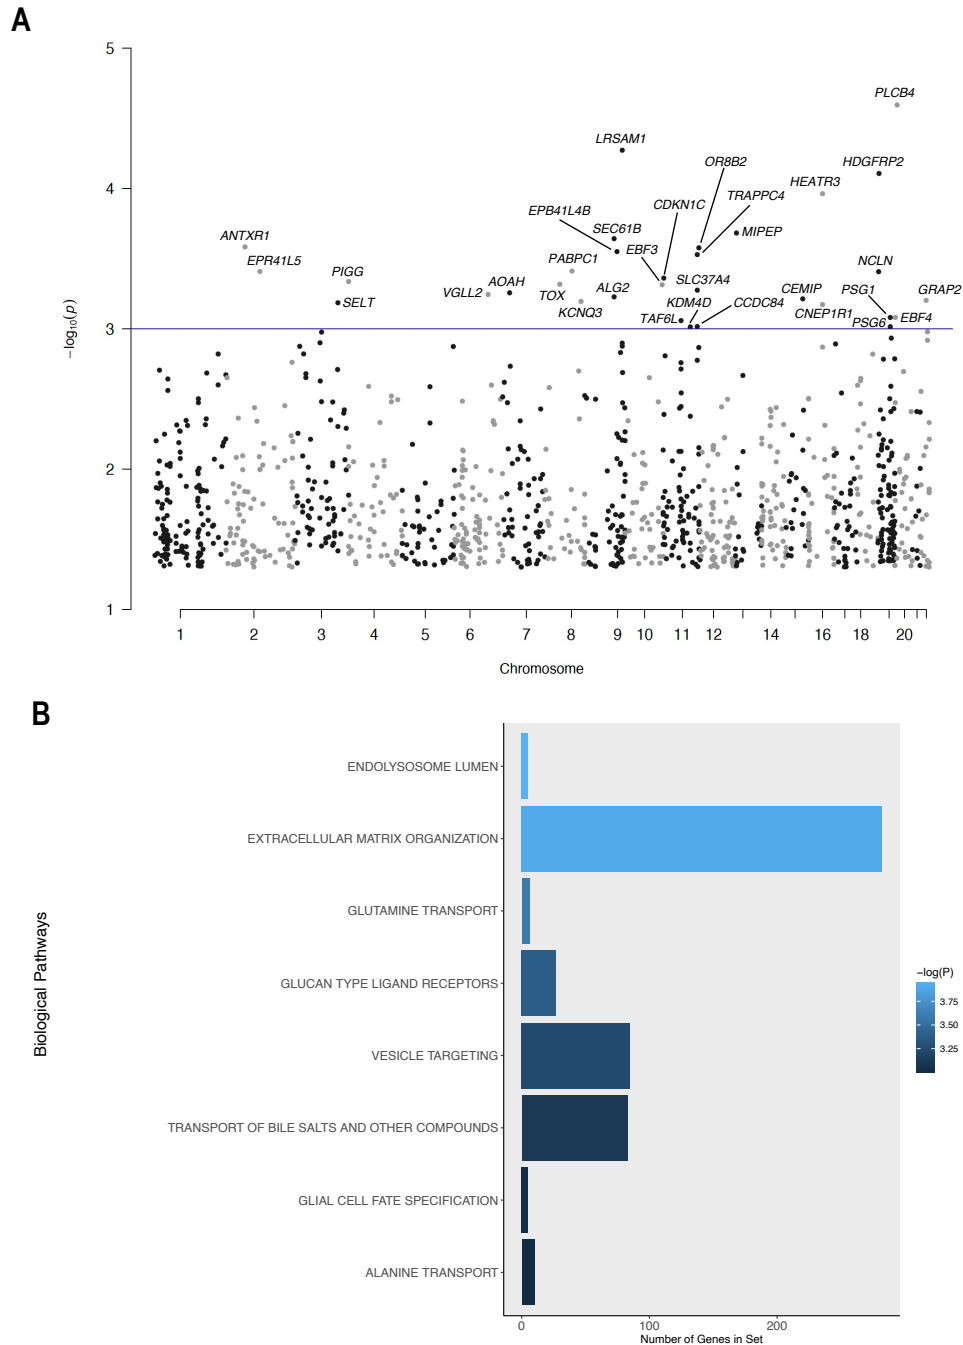 A
5
PLCB4
LRSAM1
OR8B2
HDGFRP2
4
HEATR3
TRAPPC4
CDKN1C
EPB41L4B
SEC61B
MIPEP
ANTXR1
EBF3
EPR41L5
PABPC1
NCLN
PIGG
SLC37A4
AOAH
ALG2
CEMIP
PSG1
GRAP2
VGLL2
TOX
SELT
KDM4D
CCDC84
KCNQ3
CNEP1R1
TAF6L
PSG6
EBF4
3
−log10(p)
2
1
1 2 3 4 5 6 7 8 9 10 11 12 14 16 18 20
Chromosome
B
ENDOLYSOSOME LUMEN
EXTRACELLULAR MATRIX ORGANIZATION
GLUTAMINE TRANSPORT
GLUCAN TYPE LIGAND RECEPTORS
VESICLE TARGETING
TRANSPORT OF BILE SALTS AND OTHER COMPOUNDS
GLIAL CELL FATE SPECIFICATION
ALANINE TRANSPORT
Biological Pathways
−log(P)
3.75
3.50
3.25
0 100 200
Number of Genes in Set